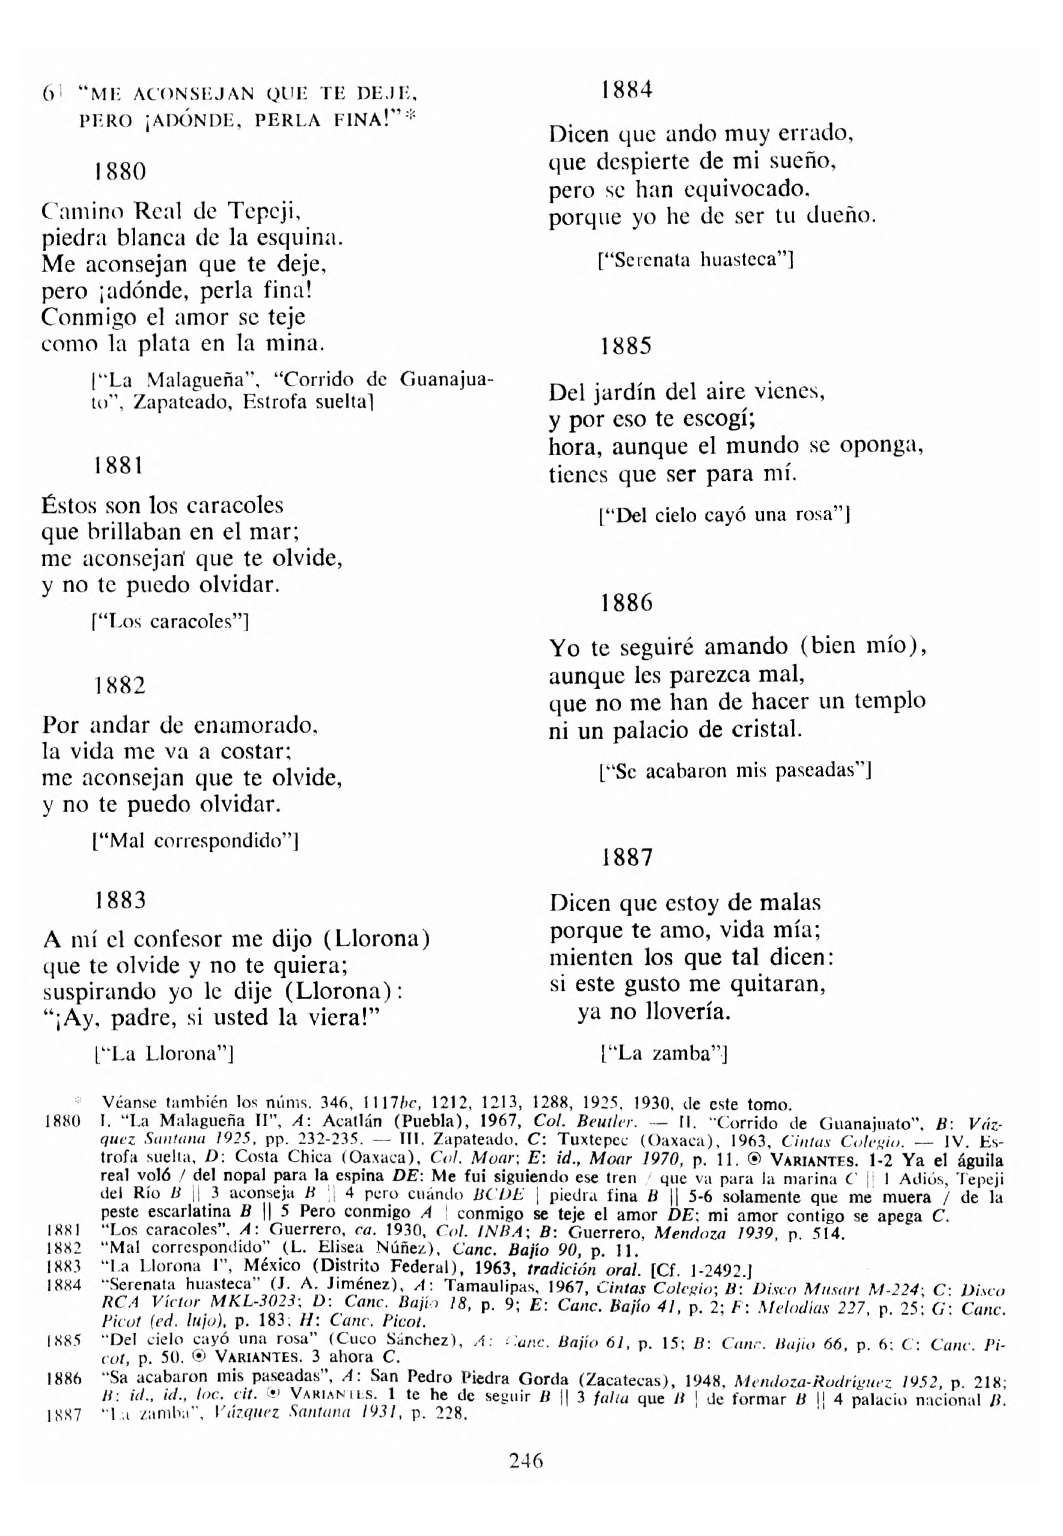 6) “ME ACONSEJAN QUE TE DEJE,
PERO ¡ADÓNDE, PERLA FINA!”*
1880
Camino Real de Tepeji,
piedra blanca de la esquina.
Me aconsejan que te deje,
pero ¡adónde, perla fina!
Conmigo el amor se teje
como la plata en la mina.
[“La Malagueña”, “Corrido de Guanajua-
to”, Zapateado, Estrofa suelta]
1881
Éstos son los caracoles
que brillaban en el mar;
me aconsejan que te olvide,
y no te puedo olvidar.
[“Los caracoles”]
1882
Por andar de enamorado,
la vida me va a costar;
me aconsejan que te olvide,
y no te puedo olvidar.
[“Mal correspondido”]
1883
A mí el confesor me dijo (Llorona)
que te olvide y no te quiera;
suspirando yo le dije (Llorona):
“¡Ay, padre, si usted la viera!”
[“La Llorona”]
1884
Dicen que ando muy errado,
que despierte de mi sueño,
pero se han equivocado,
porque yo he de ser tu dueño.
[“Serenata huasteca”]
1885
Del jardín del aire vienes,
y por eso te escogí;
hora, aunque el mundo se oponga,
tienes que ser para mí.
[“Del cielo cayó una rosa”]
1886
Yo te seguiré amando (bien mío),
aunque les parezca mal,
que no me han de hacer un templo
ni un palacio de cristal.
[“Se acabaron mis paseadas”]
1887
Dicen que estoy de malas
porque te amo, vida mía;
mienten los que tal dicen:
si este gusto me quitaran,
ya no llovería.
[“La zamba”]
* Véanse también los núms. 346, 1117bc, 1212, 1213, 1288, 1925, 1930, de este tomo.
1880 I. “La Malagueña II”, A: Acatlán (Puebla), 1967, Col. Beutler. — II. “Corrido de Guanajuato”, B: Váz-
quez Santana 1925, pp. 232-235. — III. Zapateado, C: Tuxtepec (Oaxaca), 1963, Cintas Colegio. — IV. Es-
trofa suelta, D: Costa Chica (Oaxaca), Col. Moar; E: id., Moar 1970, p. 11. ⦿ VARIANTES. 1-2 Ya el águila
real voló / del nopal para la espina DE: Me fui siguiendo ese tren / que va para la marina C || 1 Adiós, Tepeji
del Río B || 3 aconseja B || 4 pero cuándo BCDE | piedra fina B || 5-6 solamente que me muera / de la
peste escarlatina B || 5 Pero conmigo A | conmigo se teje el amor DE; mi amor contigo se apega C.
1881 “Los caracoles”, A: Guerrero, ca. 1930, Col. INBA; B: Guerrero, Mendoza 1939, p. 514.
1882 “Mal correspondido” (L. Elisea Núñez), Canc. Bajío 90, p. 11.
1883 “La Llorona I”, México (Distrito Federal), 1963, tradición oral. [Cf. 1-2492.]
1884 “Serenata huasteca” (J. A. Jiménez), A: Tamaulipas, 1967, Cintas Colegio; B: Disco Musart M-224; C: Disco
RCA Víctor MKL-3023; D: Canc. Bajío 18, p. 9; E: Canc. Bajío 41, p. 2; F: Melodías 227, p. 25; G: Canc.
Picot (ed. lujo), p. 183; H: Canc. Picot.
1885 “Del cielo cayó una rosa” (Cuco Sánchez), A: Canc. Bajío 61, p. 15; B: Canc. Bajío 66, p. 6; C: Canc. Pi-
cot, p. 50. ⦿ VARIANTES. 3 ahora C.
1886 “Sa acabaron mis paseadas”, A: San Pedro Piedra Gorda (Zacatecas), 1948, Mendoza-Rodríguez 1952, p. 218;
B: id., id., loc. cit. ⦿ VARIANTES. 1 te he de seguir B || 3 falta que B | de formar B || 4 palacio nacional B.
1887 “La zamba”, Vázquez Santana 1931, p. 228.
246